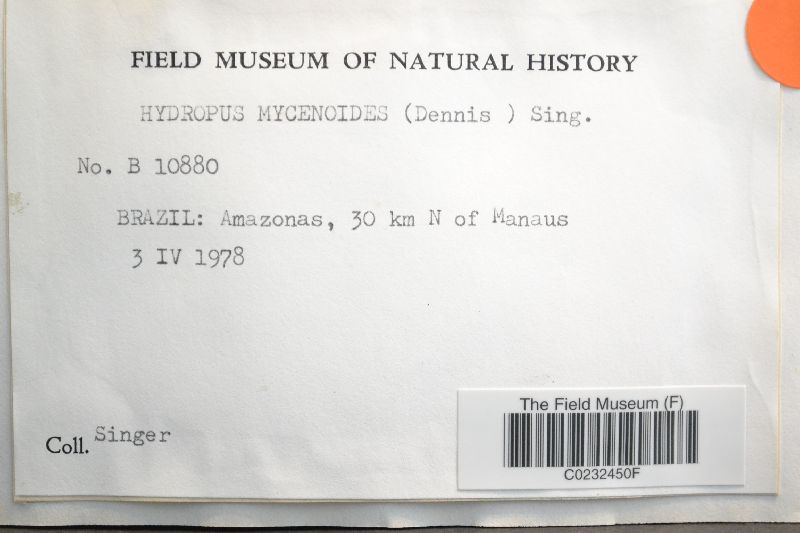 FIELD MUSEUM OF NATURAL HISTORY
HYDROPUS MYCENOIDES (Dennis ) Sing.
No. B 10880
BRAZIL: Amazonas, 30 km N of Manaus
3 IV 1978
Coll. Singer
The Field Museum (F)
C0232450F